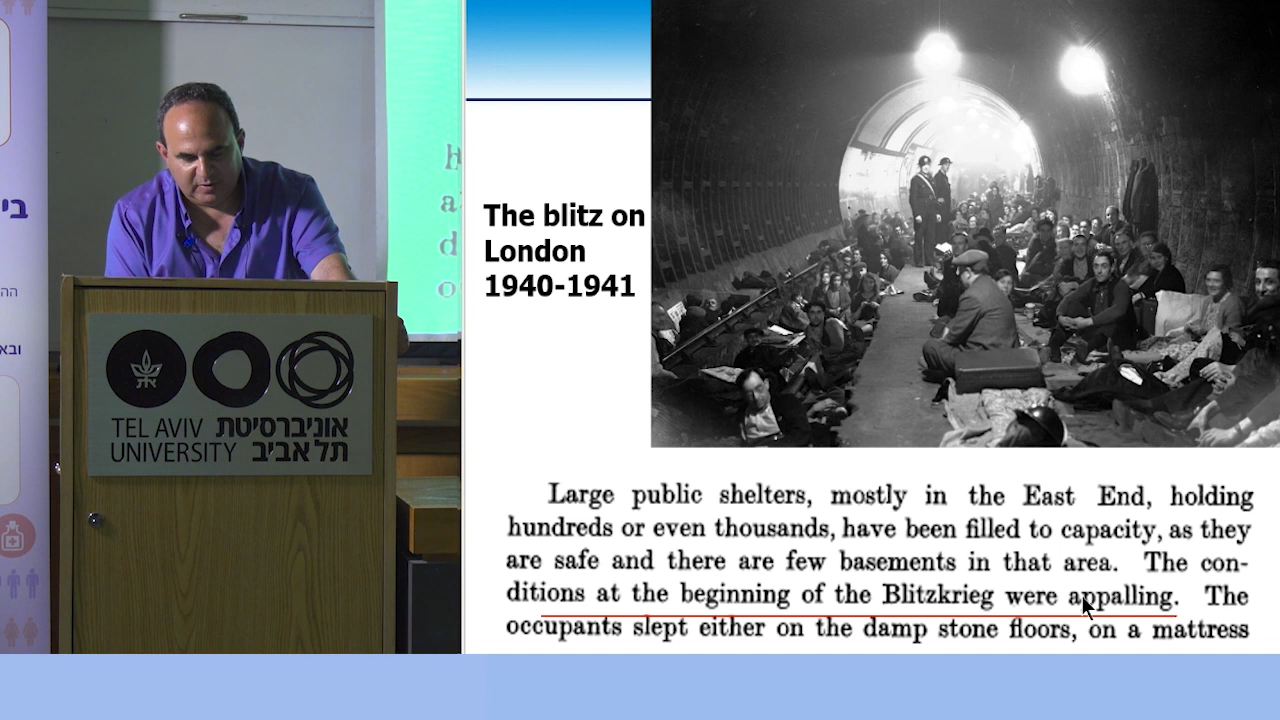 בי
הה
ובא
TEL AVIV
UNIVERSITY
אוניברסיטת
תל אביב
The blitz on
London
1940-1941
Large public shelters, mostly in the East End, holding
hundreds or even thousands, have been filled to capacity, as they
are safe and there are few basements in that area. The con-
ditions at the beginning of the Blitzkrieg were appalling. The
occupants slept either on the damp stone floors, on a mattress